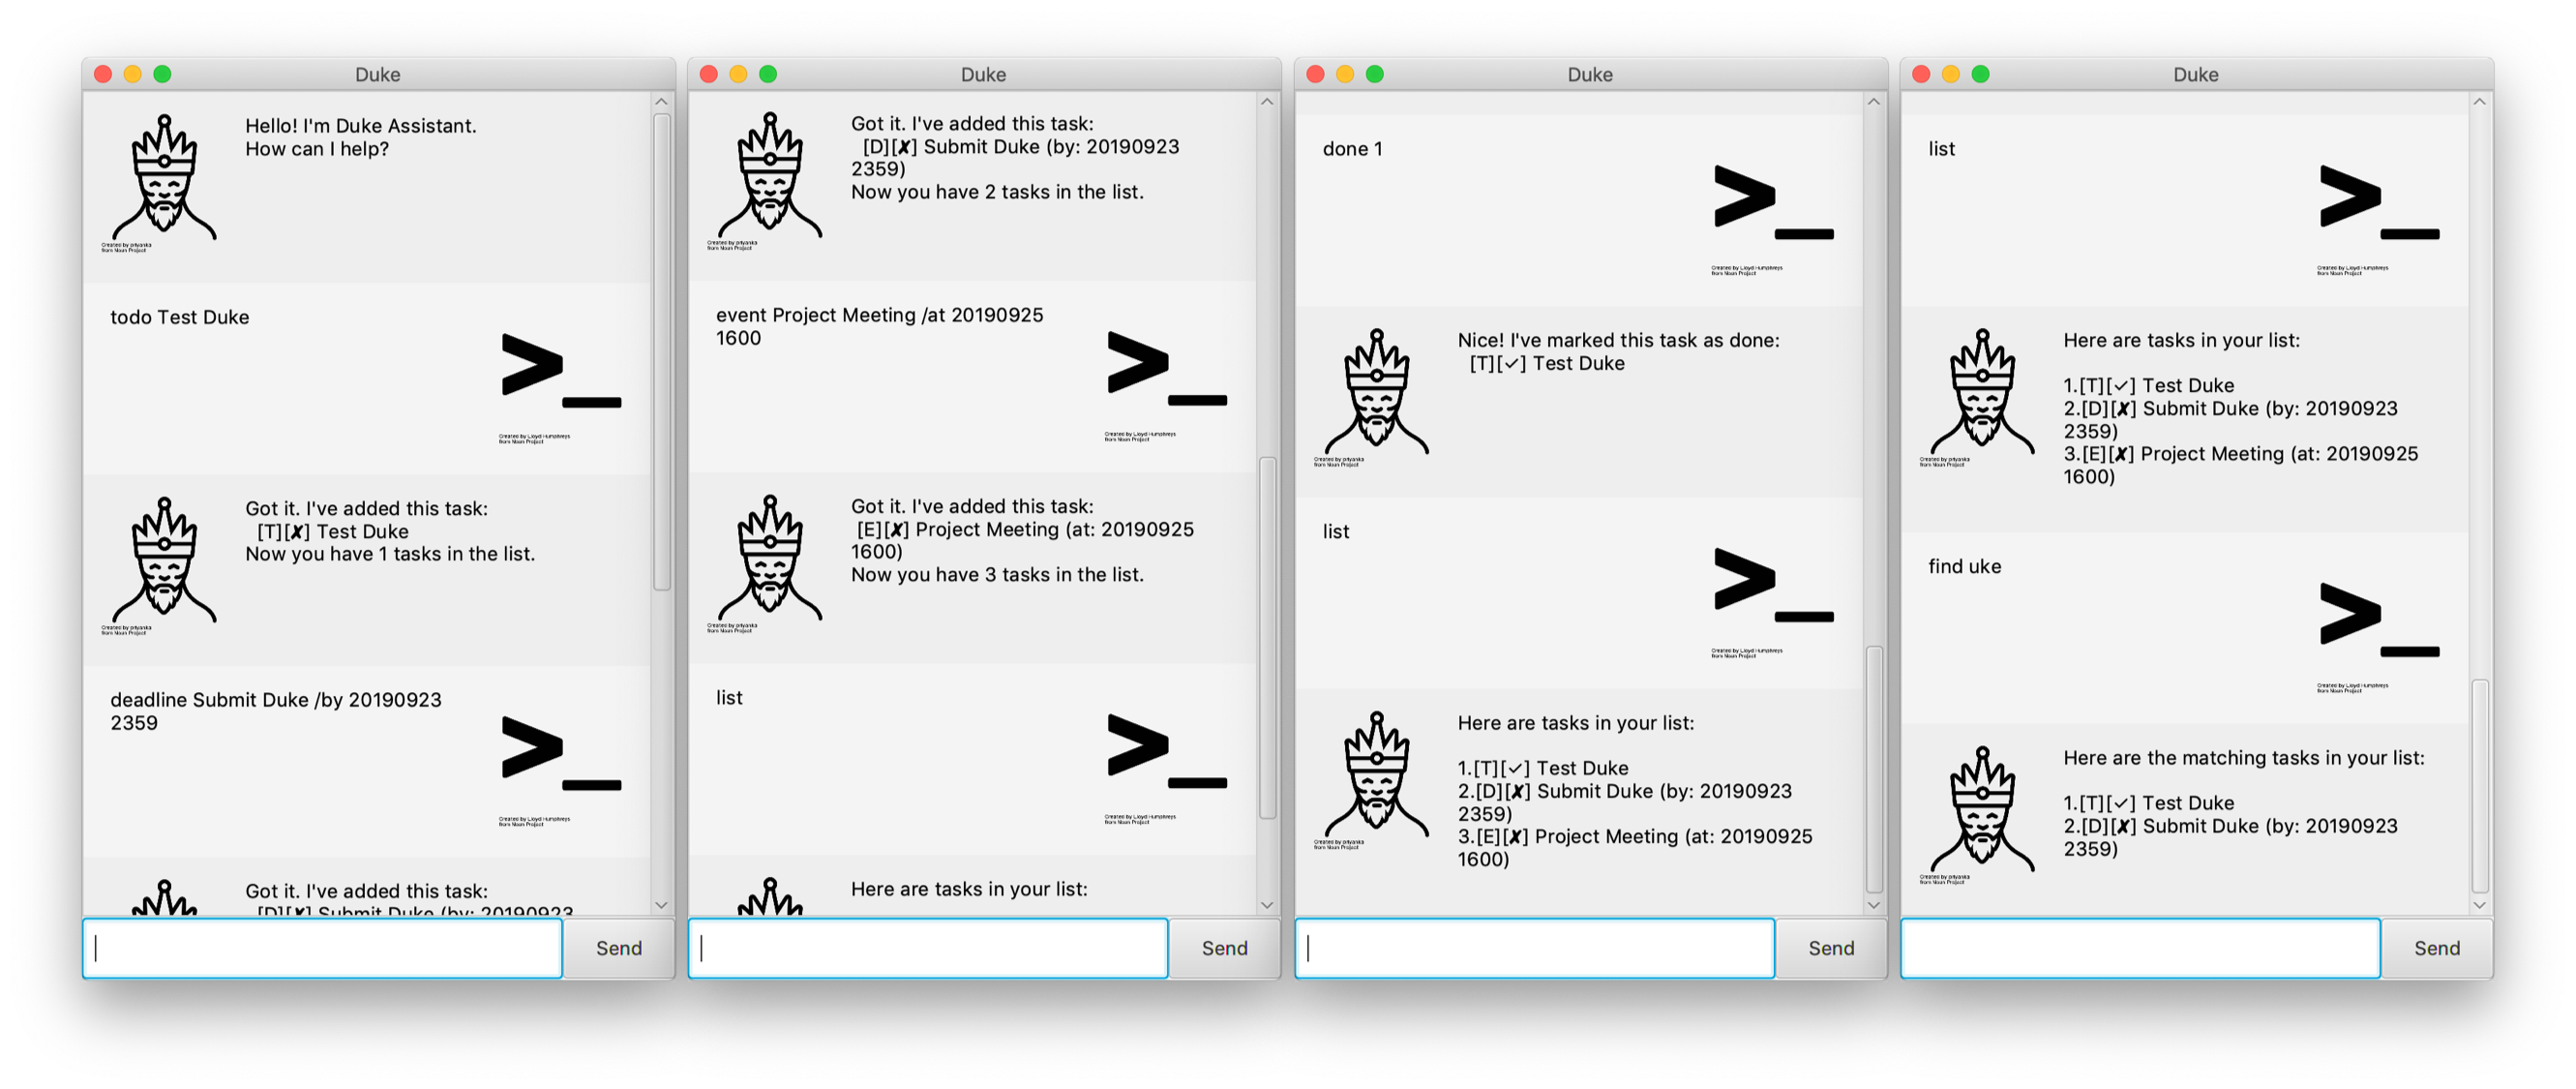 Duke
Hello! I'm Duke Assistant.
How can I help?
Created by priyanka
from Noun Project
todo Test Duke
>_
Created by Lloyd Humphreys
from Noun Project
Got it. I've added this task:
[T][✘] Test Duke
Now you have 1 tasks in the list.
Created by priyanka
from Noun Project
deadline Submit Duke /by 20190923
2359
>_
Created by Lloyd Humphreys
from Noun Project
Got it. I've added this task:
[D][✘] Submit Duke (by: 20190923
Send
Duke
Got it. I've added this task:
[D][✘] Submit Duke (by: 20190923
2359)
Now you have 2 tasks in the list.
Created by priyanka
from Noun Project
event Project Meeting /at 20190925
1600
>_
Created by Lloyd Humphreys
from Noun Project
Got it. I've added this task:
[E][✘] Project Meeting (at: 20190925
1600)
Now you have 3 tasks in the list.
Created by priyanka
from Noun Project
list
>_
Created by Lloyd Humphreys
from Noun Project
Here are tasks in your list:
Send
Duke
done 1
>_
Created by Lloyd Humphreys
from Noun Project
Nice! I've marked this task as done:
[T][✓] Test Duke
Created by priyanka
from Noun Project
list
>_
Created by Lloyd Humphreys
from Noun Project
Here are tasks in your list:
1.[T][✓] Test Duke
2.[D][✘] Submit Duke (by: 20190923
2359)
3.[E][✘] Project Meeting (at: 20190925
1600)
Created by priyanka
from Noun Project
Send
Duke
list
>_
Created by Lloyd Humphreys
from Noun Project
Here are tasks in your list:
1.[T][✓] Test Duke
2.[D][✘] Submit Duke (by: 20190923
2359)
3.[E][✘] Project Meeting (at: 20190925
1600)
Created by priyanka
from Noun Project
find uke
>_
Created by Lloyd Humphreys
from Noun Project
Here are the matching tasks in your list:
1.[T][✓] Test Duke
2.[D][✘] Submit Duke (by: 20190923
2359)
Created by priyanka
from Noun Project
Send